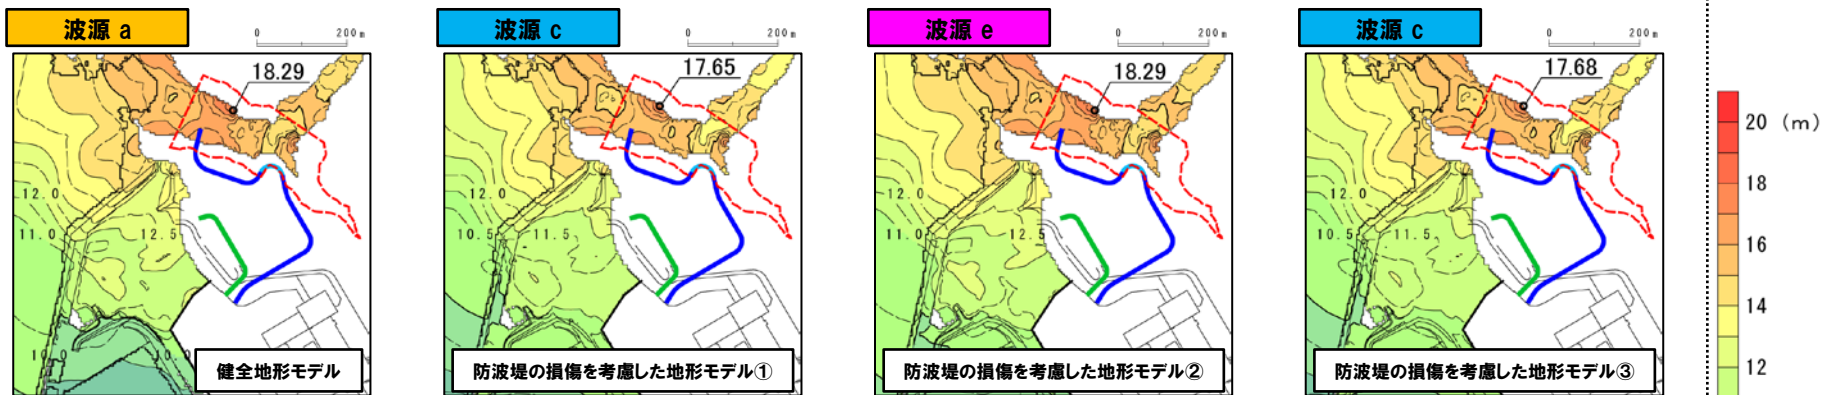 波源 a
0 200m
18.29
12.0
11.0
12.5
10.0
10.0
健全地形モデル
波源 c
0 200m
17.65
12.0
10.5
11.5
防波堤の損傷を考慮した地形モデル①
波源 e
0 200m
18.29
12.0
11.0
12.5
防波堤の損傷を考慮した地形モデル②
波源 c
0 200m
17.68
12.0
10.5
11.5
防波堤の損傷を考慮した地形モデル③
20 (m)
18
16
14
12